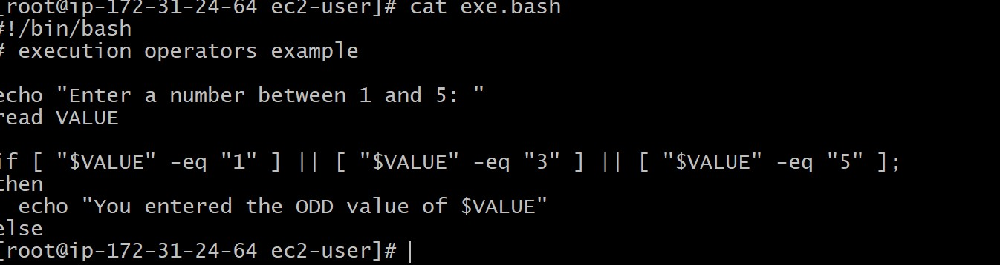 [root@ip-172-31-24-64 ec2-user]# cat exe.bash
#!/bin/bash
# execution operators example
echo "Enter a number between 1 and 5: "
read VALUE
if [ "$VALUE" -eq "1" ] || [ "$VALUE" -eq "3" ] || [ "$VALUE" -eq "5" ];
then
  echo "You entered the ODD value of $VALUE"
else
[root@ip-172-31-24-64 ec2-user]#